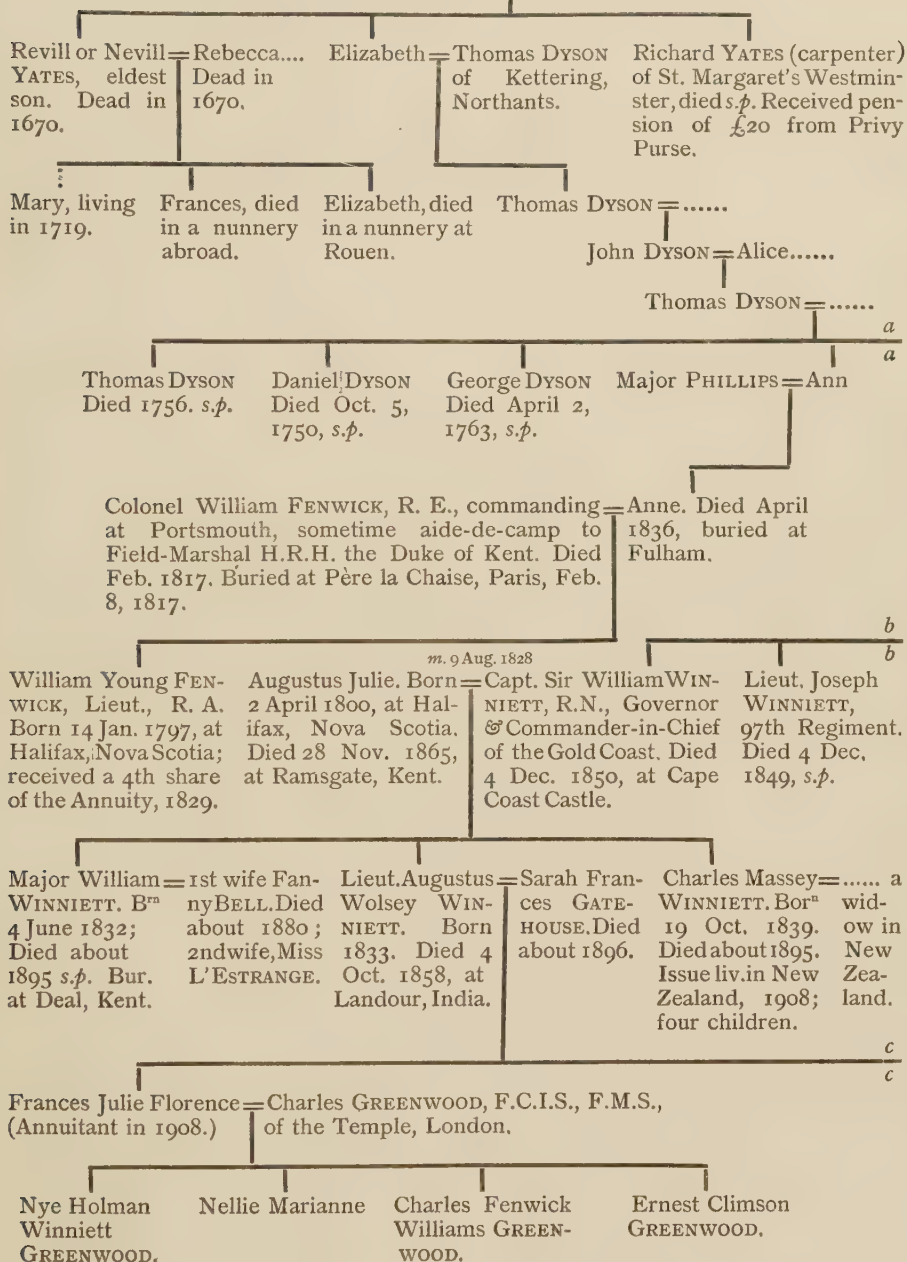 Revill or Nevill = Rebecca.... Elizabeth = Thomas DYSON Richard YATES (carpenter)
YATES, eldest Dead in of Kettering, of St. Margaret's Westmin-
son. Dead in 1670. Northants. ster, died s.p. Received pen-
1670. sion of £20 from Privy
Purse.
Mary, living Frances, died Elizabeth, died Thomas DYSON = ......
in 1719. in a nunnery in a nunnery at
abroad. Rouen.
John DYSON = Alice......
Thomas DYSON = ......
a
a
Thomas DYSON Daniel DYSON George DYSON Major PHILLIPS = Ann
Died 1756. s.p. Died Oct. 5, Died April 2,
1750, s.p. 1763, s.p.
Colonel William FENWICK, R. E., commanding = Anne. Died April
at Portsmouth, sometime aide-de-camp to 1836, buried at
Field-Marshal H.R.H. the Duke of Kent. Died Fulham.
Feb. 1817. Buried at Père la Chaise, Paris, Feb.
8, 1817.
b
b
m. 9 Aug. 1828
William Young FEN- Augustus Julie. Born = Capt. Sir William WIN- Lieut. Joseph
WICK, Lieut., R. A. 2 April 1800, at Hal- NIETT, R.N., Governor WINNIETT,
Born 14 Jan. 1797, at ifax, Nova Scotia. & Commander-in-Chief 97th Regiment.
Halifax, Nova Scotia; Died 28 Nov. 1865, of the Gold Coast. Died Died 4 Dec.
received a 4th share at Ramsgate, Kent. 4 Dec. 1850, at Cape 1849, s.p.
of the Annuity, 1829. Coast Castle.
Major William = 1st wife Fan- Lieut. Augustus = Sarah Fran- Charles Massey = ...... a
WINNIETT. Brn ny BELL. Died Wolsey WIN- ces GATE- WINNIETT. Born wid-
4 June 1832; about 1880; NIETT. Born HOUSE. Died 19 Oct. 1839. ow in
Died about 2nd wife, Miss 1833. Died 4 about 1896. Died about 1895. New
1895 s.p. Bur. L'ESTRANGE. Oct. 1858, at Issue liv. in New Zea-
at Deal, Kent. Landour, India. Zealand, 1908; land.
four children.
c
c
Frances Julie Florence = Charles GREENWOOD, F.C.I.S., F.M.S.,
(Annuitant in 1908.) of the Temple, London.
Nye Holman Nellie Marianne Charles Fenwick Ernest Climson
Winniett Williams GREEN- GREENWOOD.
GREENWOOD. WOOD.